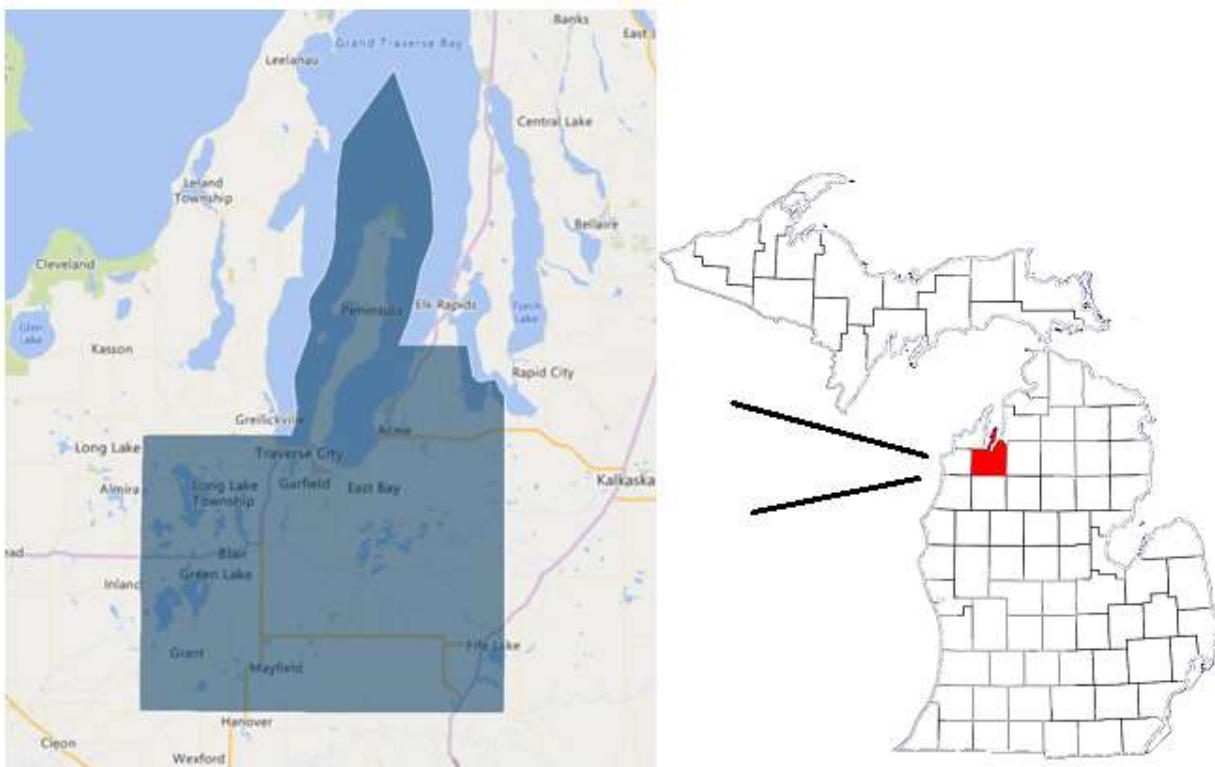 Banks
Grand Traverse Bay
East
Leelanau
Central Lake
Leland
Township
Bellaire
Cleveland
Peninsula
Elk Rapids
Torch
Lake
Glen
Lake
Kasson
Rapid City
Greilickville
Acme
Long Lake
Traverse City
Kalkaska
Almira
Long Lake
Township
Garfield
East Bay
ead
Blair
Inland
Green Lake
Grant
Fife Lake
Mayfield
Hanover
Cleon
Wexford